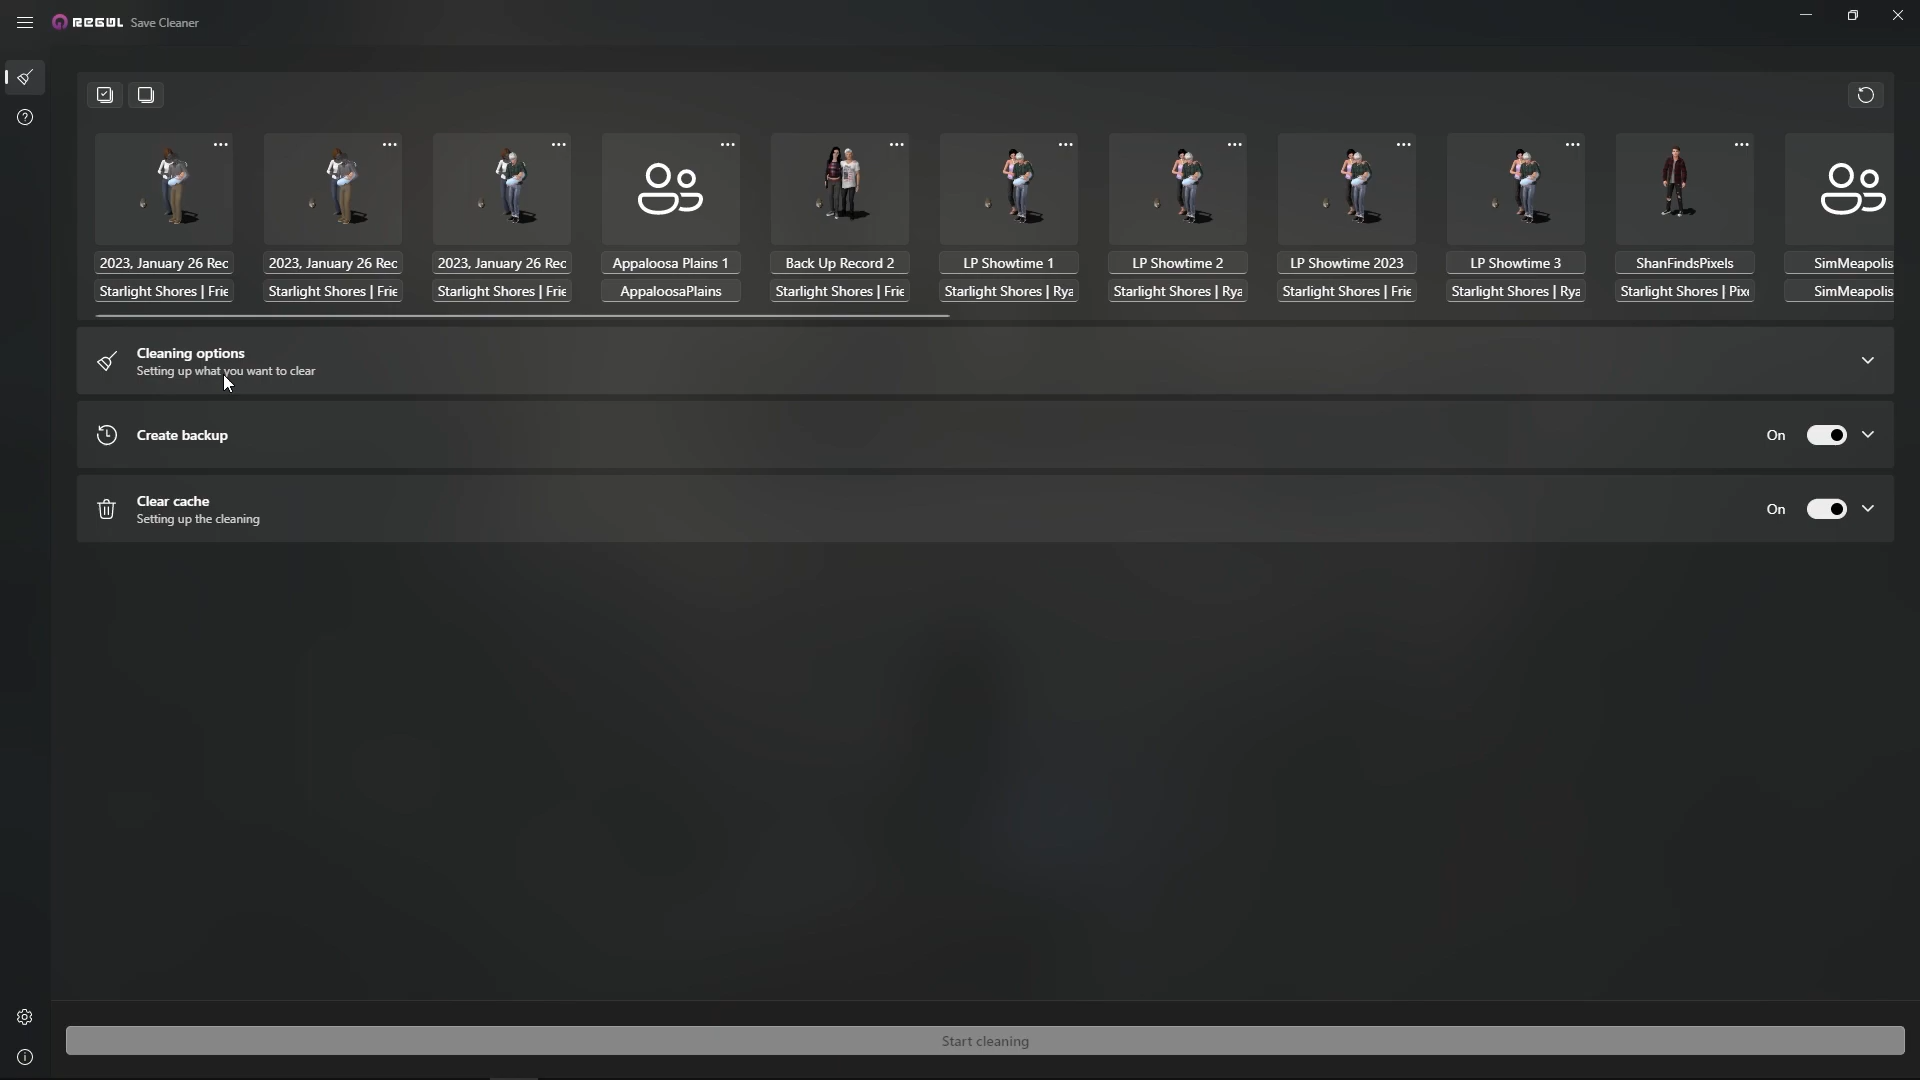 REGUL Save Cleaner
2023, January 26 Rec
2023, January 26 Rec
2023, January 26 Rec
Appaloosa Plains 1
Back Up Record 2
LP Showtime 1
LP Showtime 2
LP Showtime 2023
LP Showtime 3
ShanFindsPixels
SimMeapolis
Starlight Shores | Frie
Starlight Shores | Frie
Starlight Shores | Frie
AppaloosaPlains
Starlight Shores | Frie
Starlight Shores | Rya
Starlight Shores | Rya
Starlight Shores | Frie
Starlight Shores | Rya
Starlight Shores | Pix
SimMeapolis
Cleaning options
Setting up what you want to clear
Create backup
On
Clear cache
Setting up the cleaning
On
Start cleaning